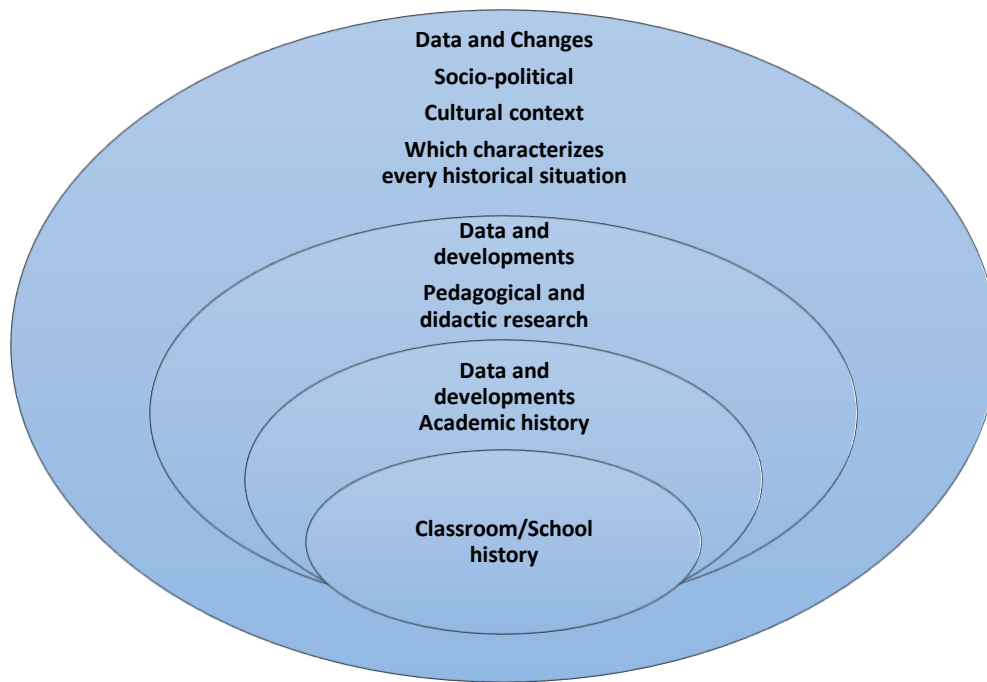 Data and Changes
Socio-political
Cultural context
Which characterizes
every historical situation
Data and
developments
Pedagogical and
didactic research
Data and
developments
Academic history
Classroom/School
history